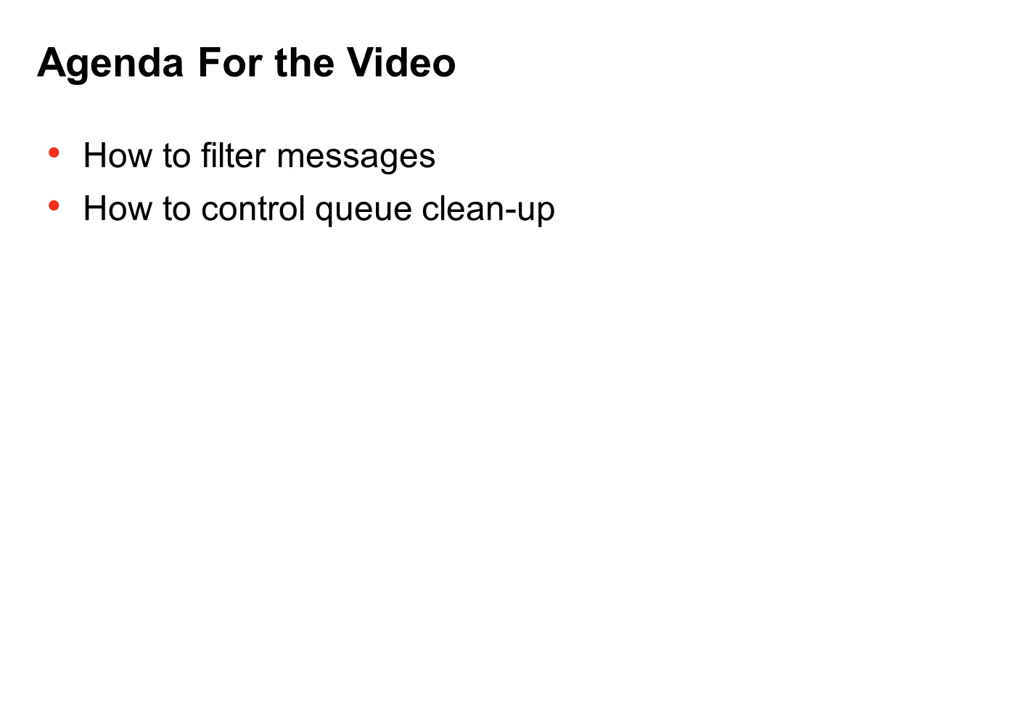 Agenda For the Video
• How to filter messages
• How to control queue clean-up